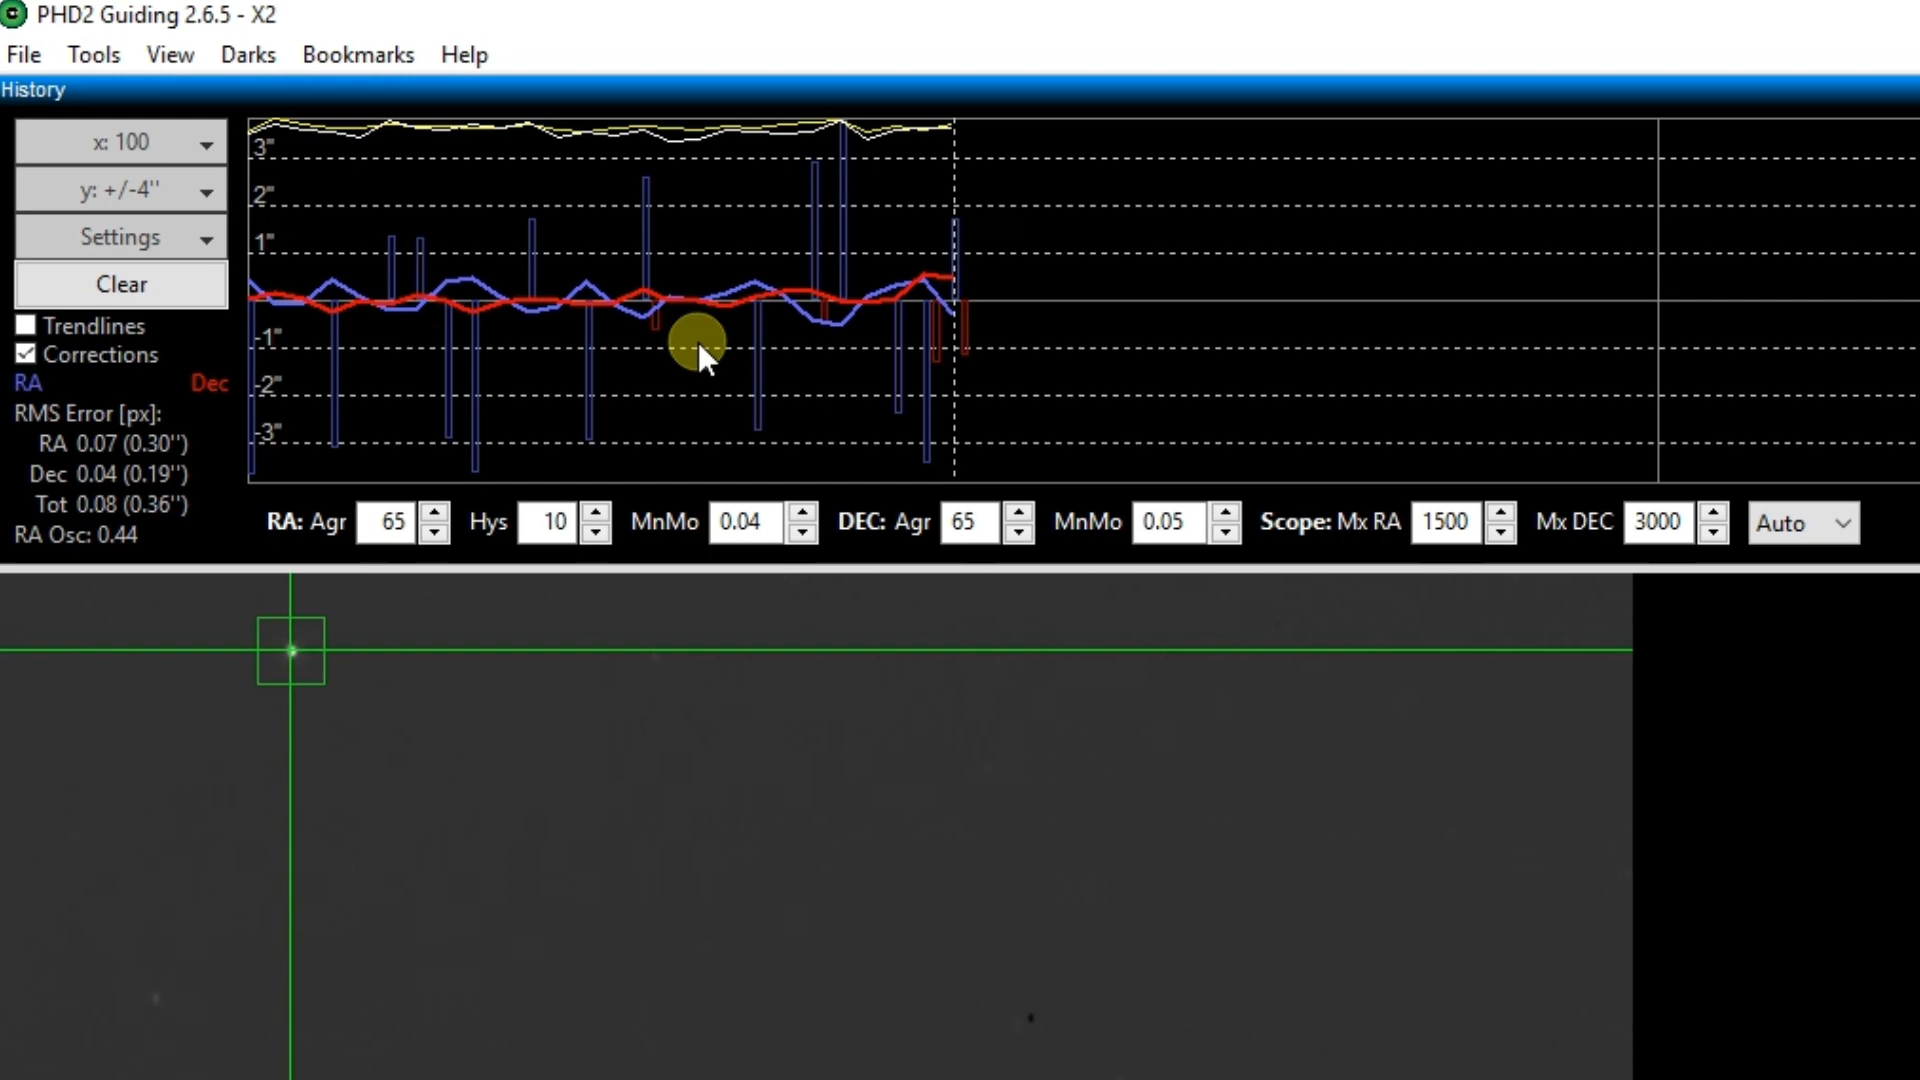 PHD2 Guiding 2.6.5 - X2
File Tools View Darks Bookmarks Help
History
x: 100
y: +/-4''
Settings
Clear
Trendlines
Corrections
RA Dec
RMS Error [px]:
RA 0.07 (0.30'')
Dec 0.04 (0.19'')
Tot 0.08 (0.36'')
RA Osc: 0.44
3"
2"
1"
-1"
-2"
-3"
RA: Agr 65 Hys 10 MnMo 0.04 DEC: Agr 65 MnMo 0.05 Scope: Mx RA 1500 Mx DEC 3000 Auto